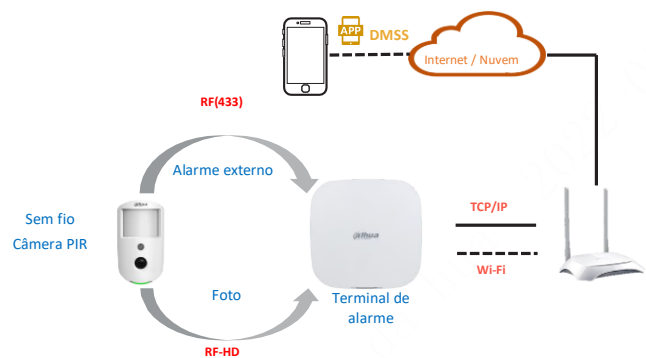 APP
DMSS
Internet / Nuvem
RF(433)
Alarme externo
alhua
Sem fio
Câmera PIR
alhua
TCP/IP
Wi-Fi
Foto
Terminal de
alarme
RF-HD